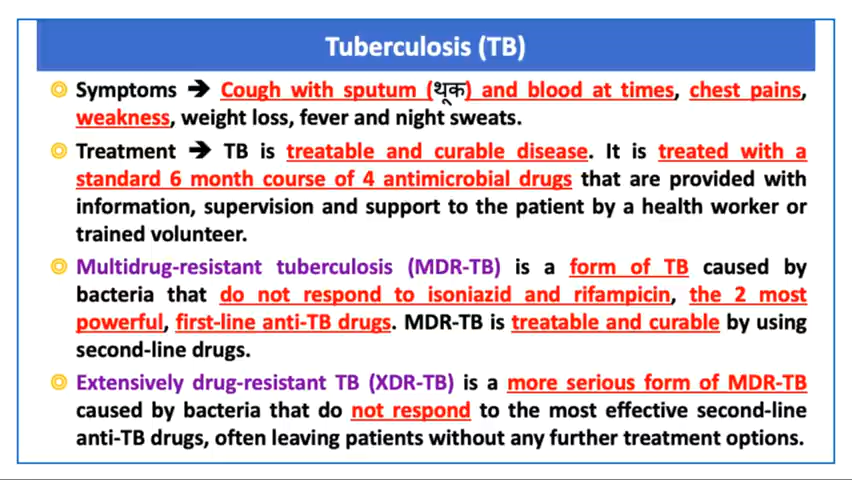 Tuberculosis (TB)
Symptoms ➔ Cough with sputum (थूक) and blood at times, chest pains,
weakness, weight loss, fever and night sweats.
Treatment ➔ TB is treatable and curable disease. It is treated with a
standard 6 month course of 4 antimicrobial drugs that are provided with
information, supervision and support to the patient by a health worker or
trained volunteer.
Multidrug-resistant tuberculosis (MDR-TB) is a form of TB caused by
bacteria that do not respond to isoniazid and rifampicin, the 2 most
powerful, first-line anti-TB drugs. MDR-TB is treatable and curable by using
second-line drugs.
Extensively drug-resistant TB (XDR-TB) is a more serious form of MDR-TB
caused by bacteria that do not respond to the most effective second-line
anti-TB drugs, often leaving patients without any further treatment options.